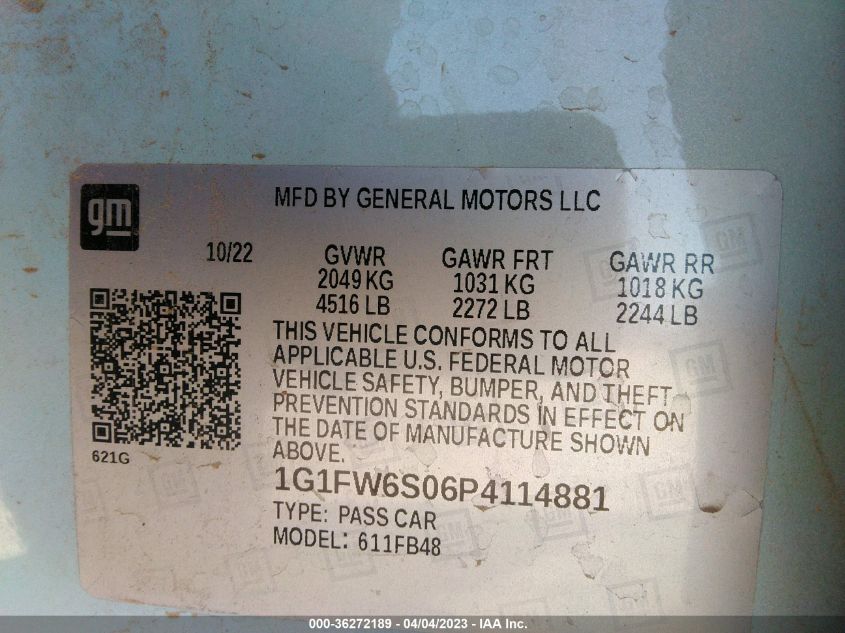 gm
MFD BY GENERAL MOTORS LLC
10/22 GVWR GAWR FRT GAWR RR
2049 KG 1031 KG 1018 KG
4516 LB 2272 LB 2244 LB
THIS VEHICLE CONFORMS TO ALL
APPLICABLE U.S. FEDERAL MOTOR
VEHICLE SAFETY, BUMPER, AND THEFT
PREVENTION STANDARDS IN EFFECT ON
THE DATE OF MANUFACTURE SHOWN
ABOVE.
621G
1G1FW6S06P4114881
TYPE: PASS CAR
MODEL: 611FB48
GM
GM
000-36272189 - 04/04/2023 - IAA Inc.